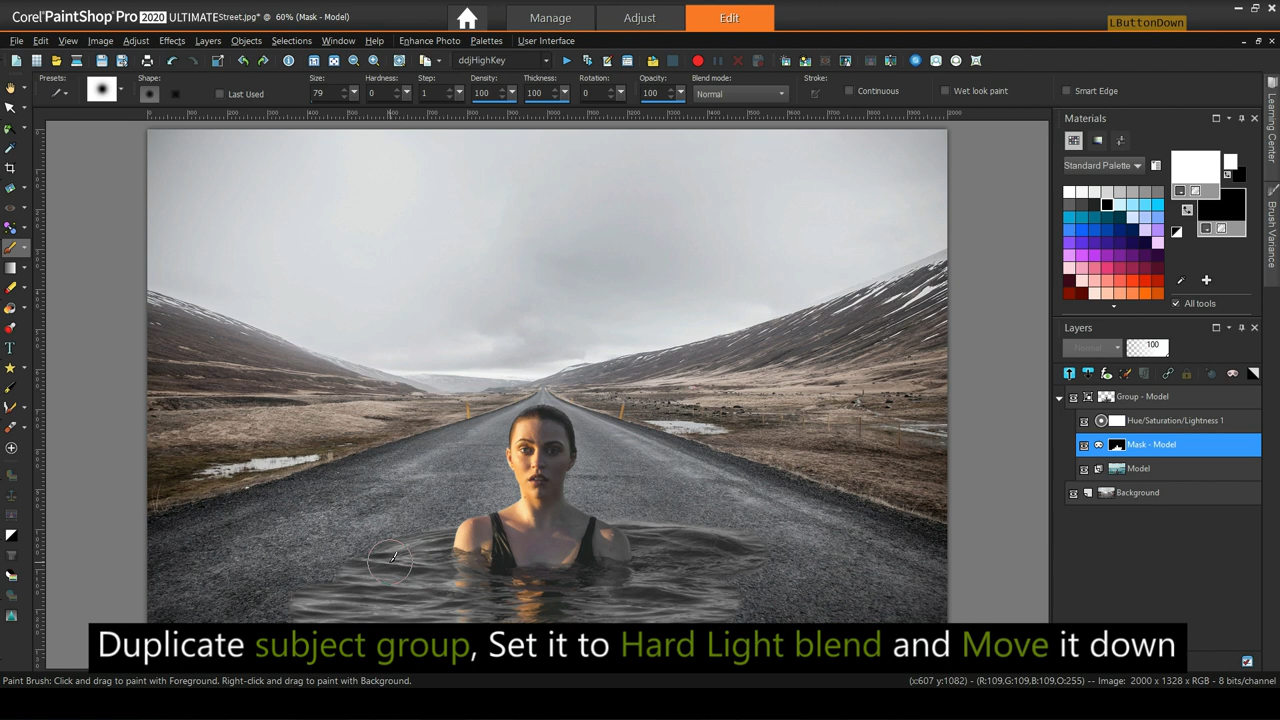 Corel PaintShop Pro 2020 ULTIMATE Street.jpg* @ 60% (Mask - Model)
Manage
Adjust
Edit
LButtonDown
File Edit View Image Adjust Effects Layers Objects Selections Window Help Enhance Photo Palettes User Interface
ddjHighKey
Presets: Shape: Size: Hardness: Step: Density: Thickness: Rotation: Opacity: Blend mode: Stroke:
Last Used 79 0 1 100 100 0 100 Normal Continuous Wet look paint Smart Edge
Materials
Standard Palette
All tools
Learning Center
Brush Variance
Layers
Normal 100
Group - Model
Hue/Saturation/Lightness 1
Mask - Model
Model
Background
Duplicate subject group, Set it to Hard Light blend and Move it down
Paint Brush: Click and drag to paint with Foreground. Right-click and drag to paint with Background.
(x:607 y:1082) - (R:109,G:109,B:109,O:255) -- Image: 2000 x 1328 x RGB - 8 bits/channel